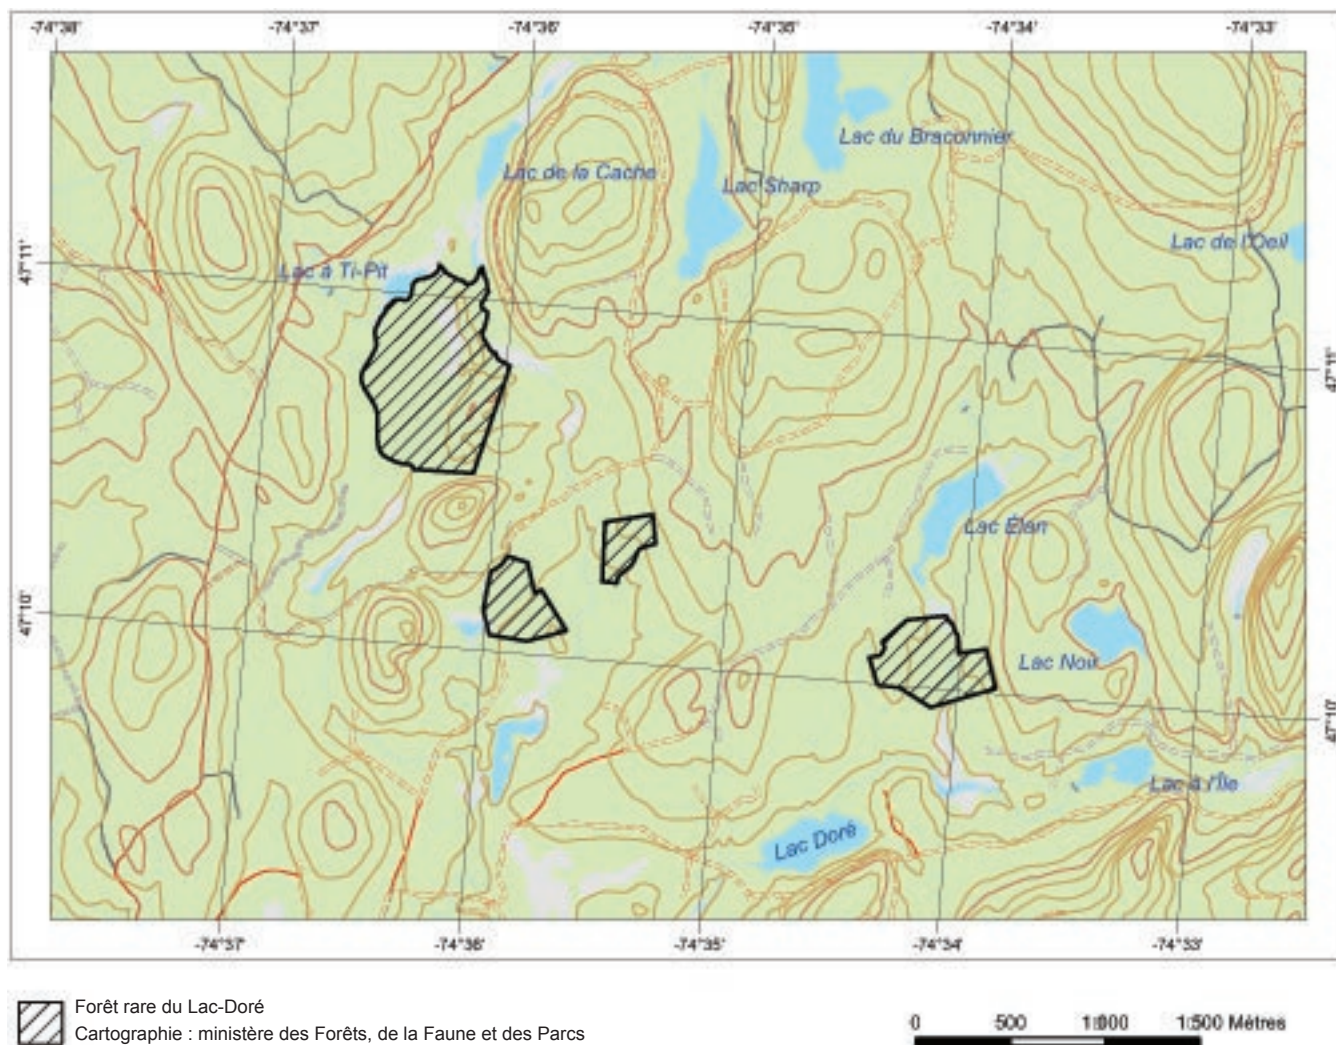 -74°38' -74°37' -74°36' -74°35' -74°34' -74°33'
Lac du Braconnier
Lac de la Cache
Lac Sharp
Lac de l'Oeil
47°11'
Lac à Ti-Pit
47°11'
Lac Élan
47°10'
Lac Noir
47°10'
Lac à l'Île
Lac Doré
-74°37' -74°36' -74°35' -74°34' -74°33'
Forêt rare du Lac-Doré
Cartographie : ministère des Forêts, de la Faune et des Parcs
0 500 1:000 1:500 Mètres